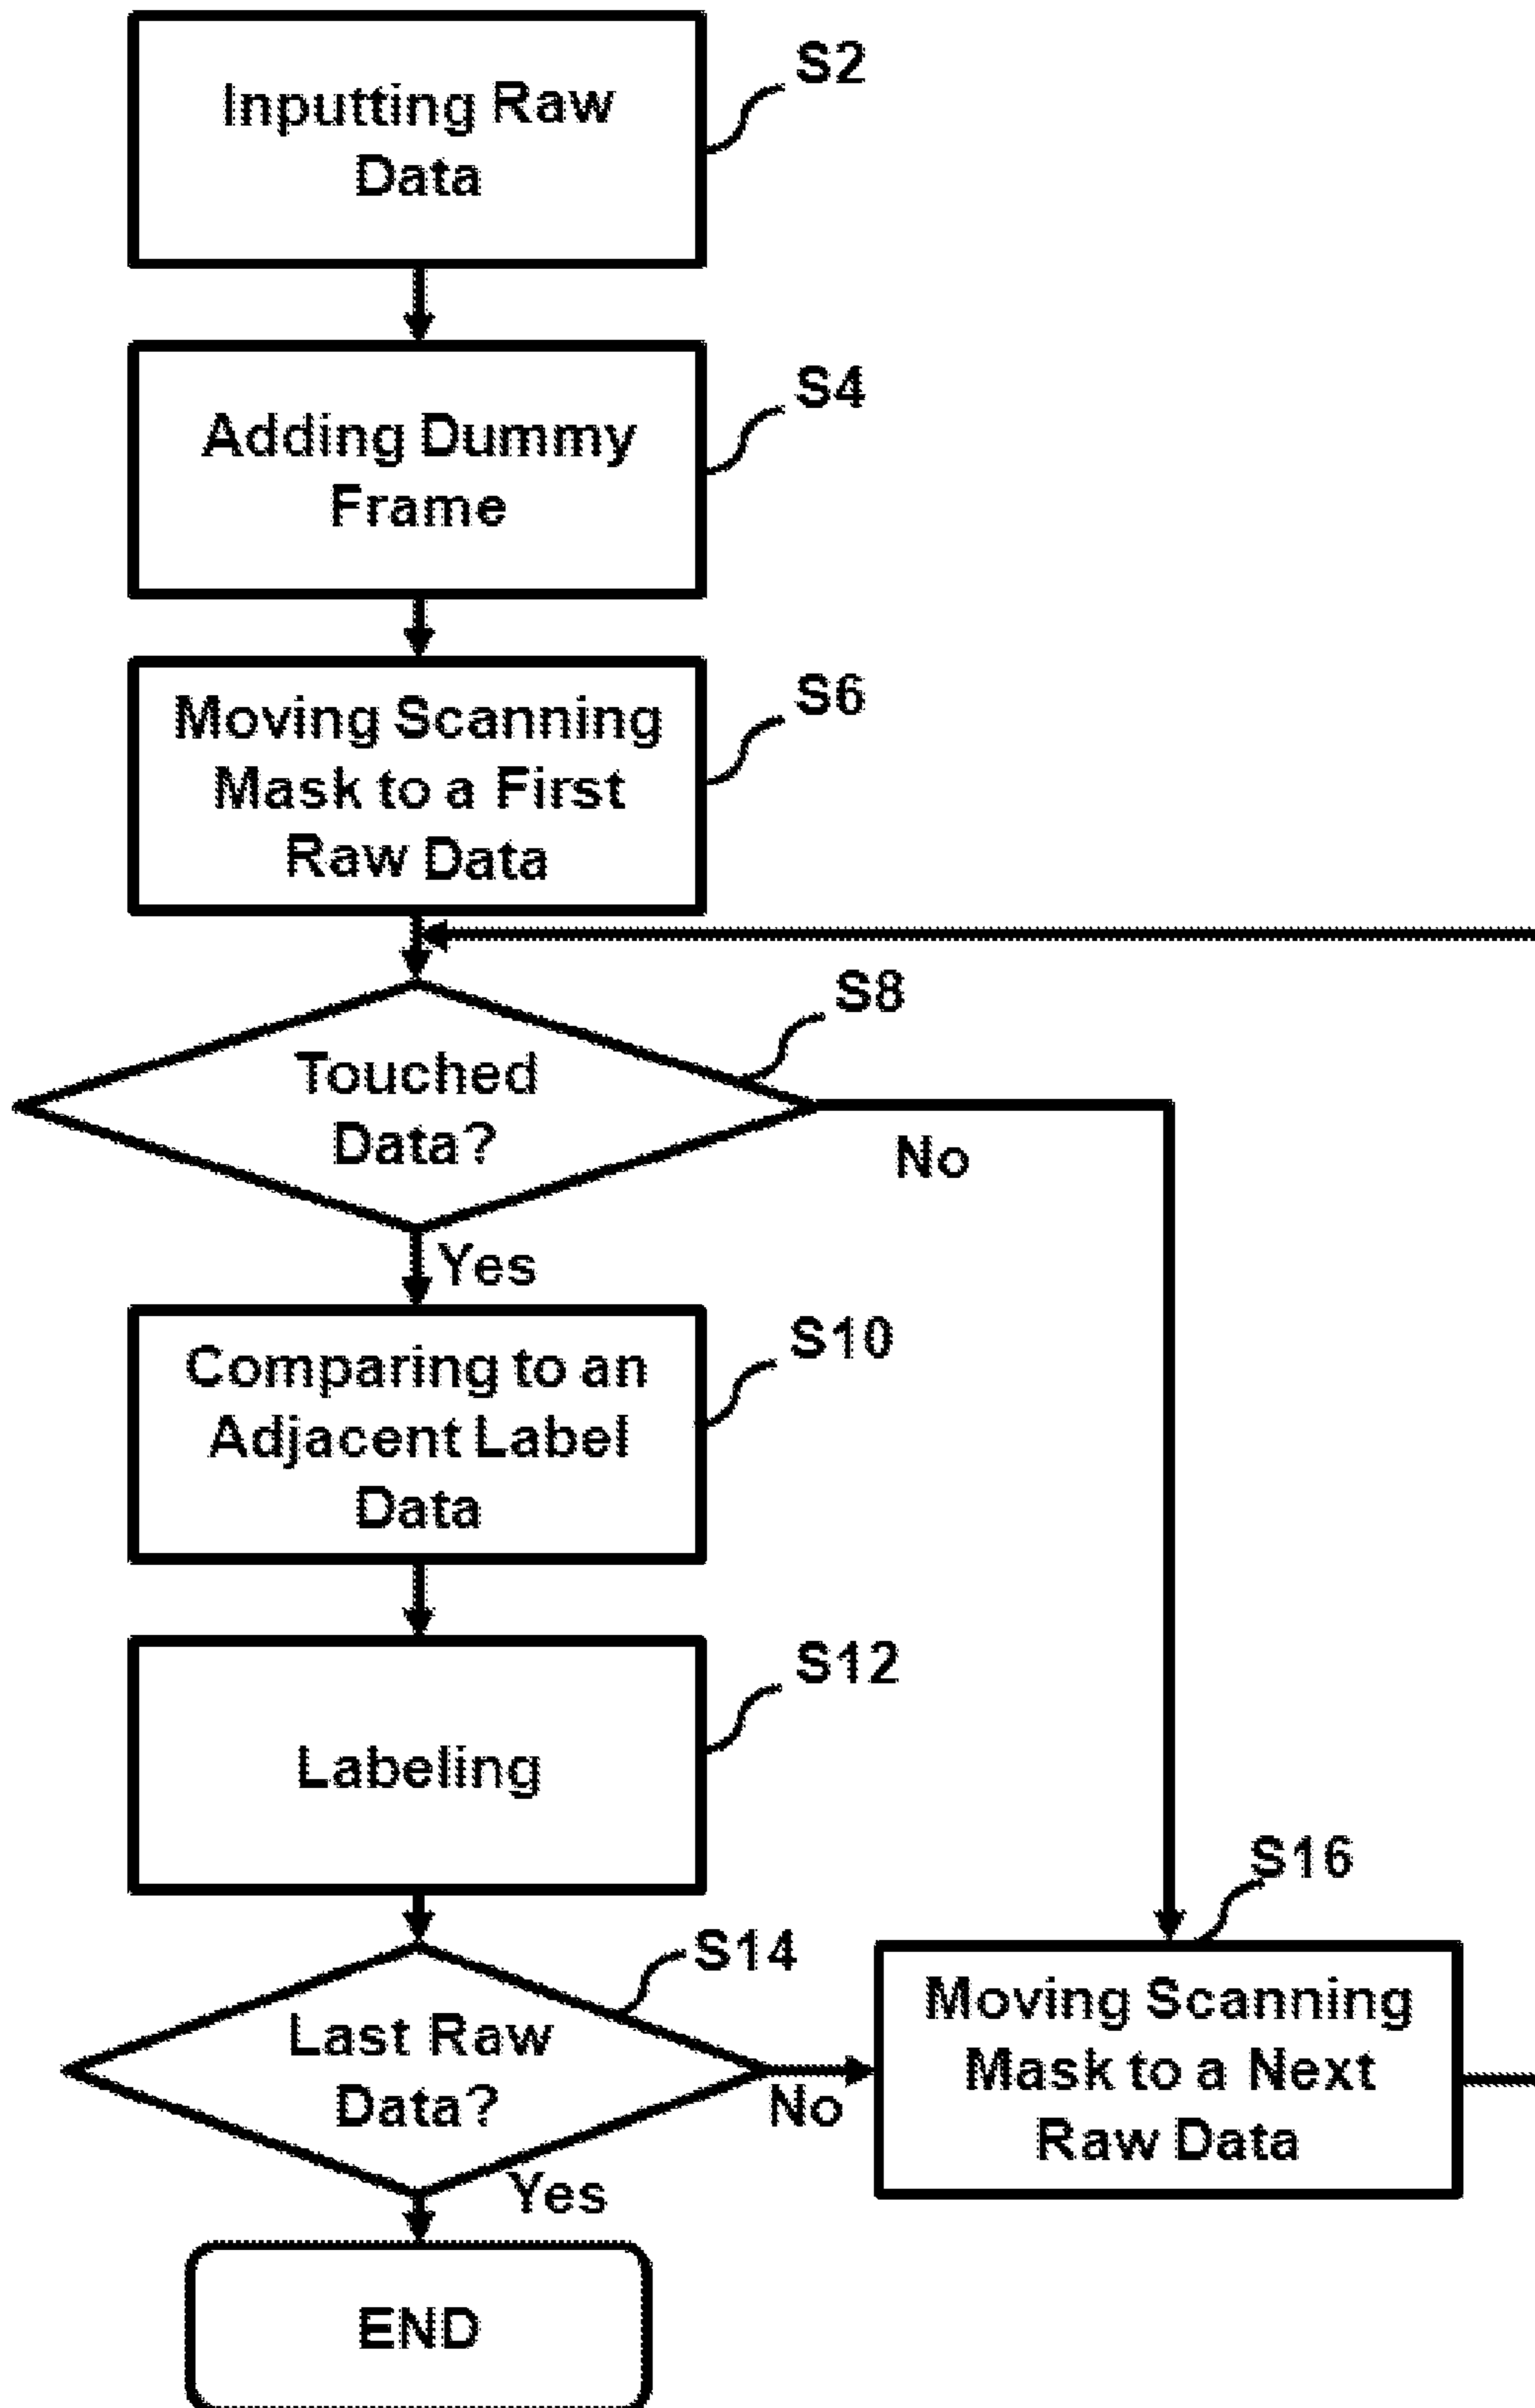 Inputting Raw
Data
S2
Adding Dummy
Frame
S4
Moving Scanning
Mask to a First
Raw Data
S6
Touched
Data?
S8
No
Yes
Comparing to an
Adjacent Label
Data
S10
Labeling
S12
Last Raw
Data?
S14
No
Yes
Moving Scanning
Mask to a Next
Raw Data
S16
END